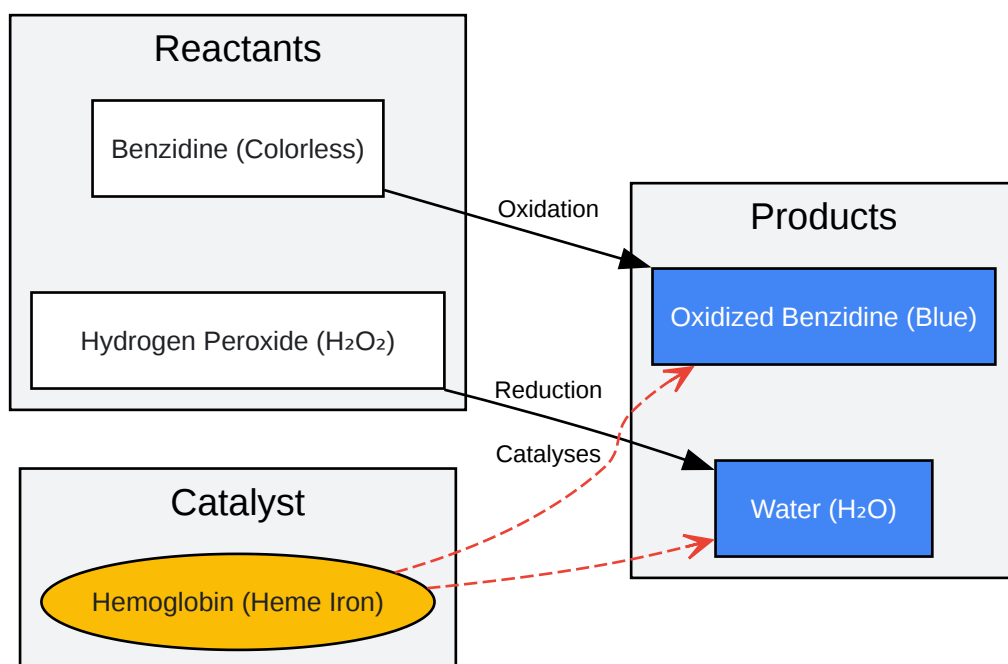 Reactants
Benzidine (Colorless)
Oxidation
Products
Oxidized Benzidine (Blue)
Hydrogen Peroxide (H₂O₂)
Reduction
Catalyses
Catalyst
Water (H₂O)
Hemoglobin (Heme Iron)